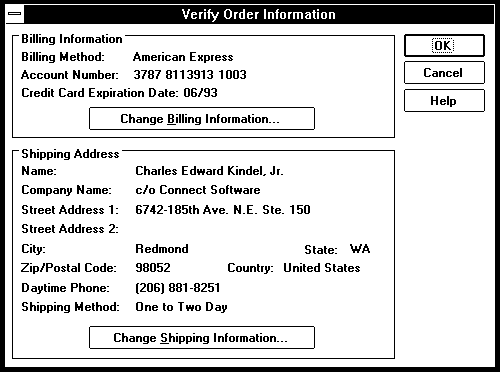 Verify Order Information
Billing Information
Billing Method: American Express
Account Number: 3787 8113913 1003
Credit Card Expiration Date: 06/93
Change Billing Information...
OK
Cancel
Help
Shipping Address
Name: Charles Edward Kindel, Jr.
Company Name: c/o Connect Software
Street Address 1: 6742-185th Ave. N.E. Ste. 150
Street Address 2:
City: Redmond State: WA
Zip/Postal Code: 98052 Country: United States
Daytime Phone: (206) 881-8251
Shipping Method: One to Two Day
Change Shipping Information...